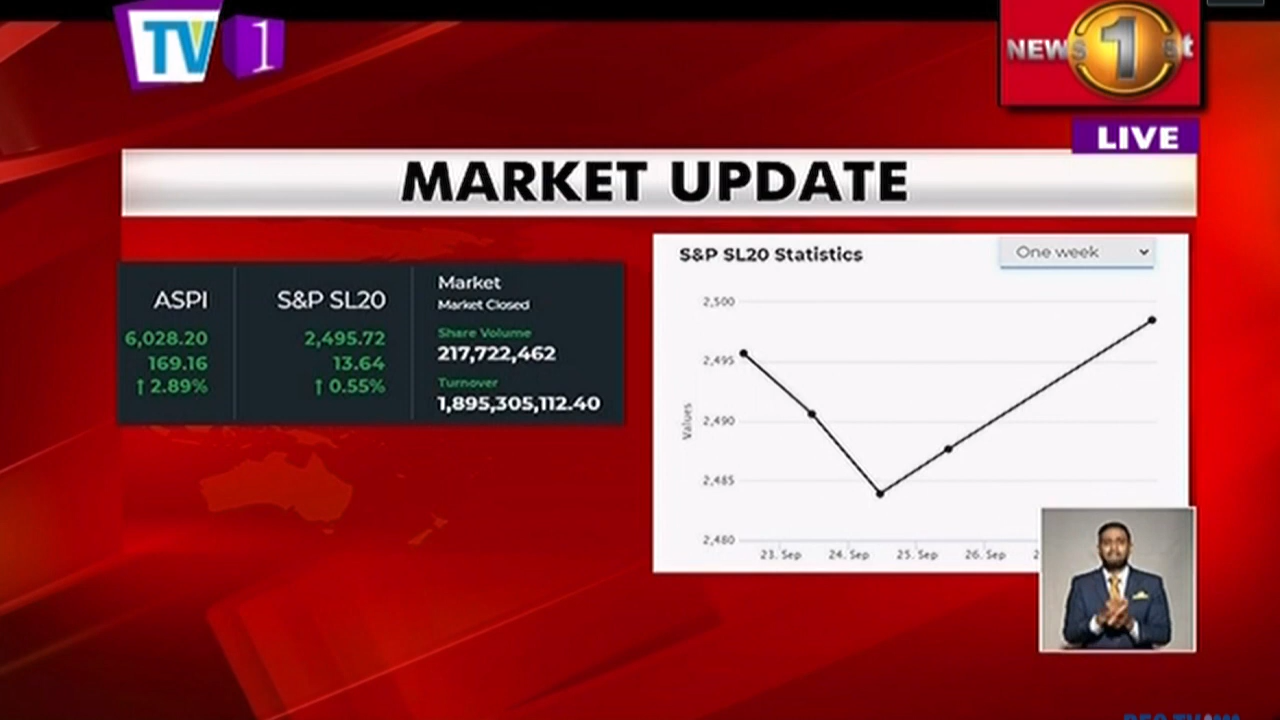 TV 1
NEWS 1st
LIVE
MARKET UPDATE
ASPI
6,028.20
169.16
↑ 2.89%
S&P SL20
2,495.72
13.64
↑ 0.55%
Market
Market Closed
Share Volume
217,722,462
Turnover
1,895,305,112.40
S&P SL20 Statistics
One week
2,500
2,495
2,490
2,485
2,480
Values
23. Sep
24. Sep
25. Sep
26. Sep